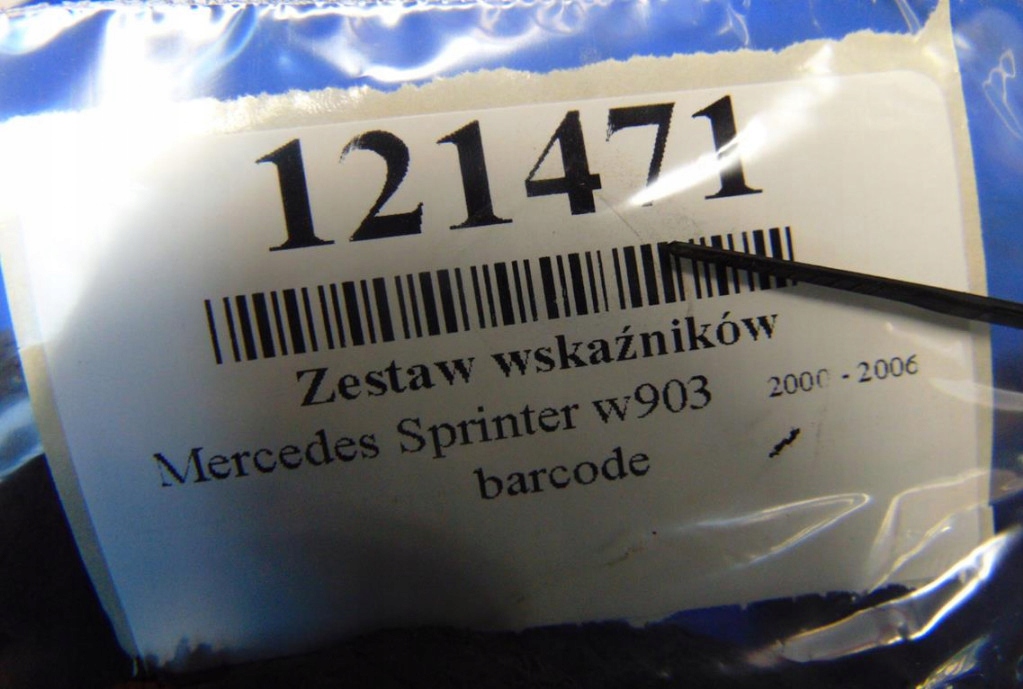 121471
Zestaw wskaźników
Mercedes Sprinter w903 2000 - 2006
barcode